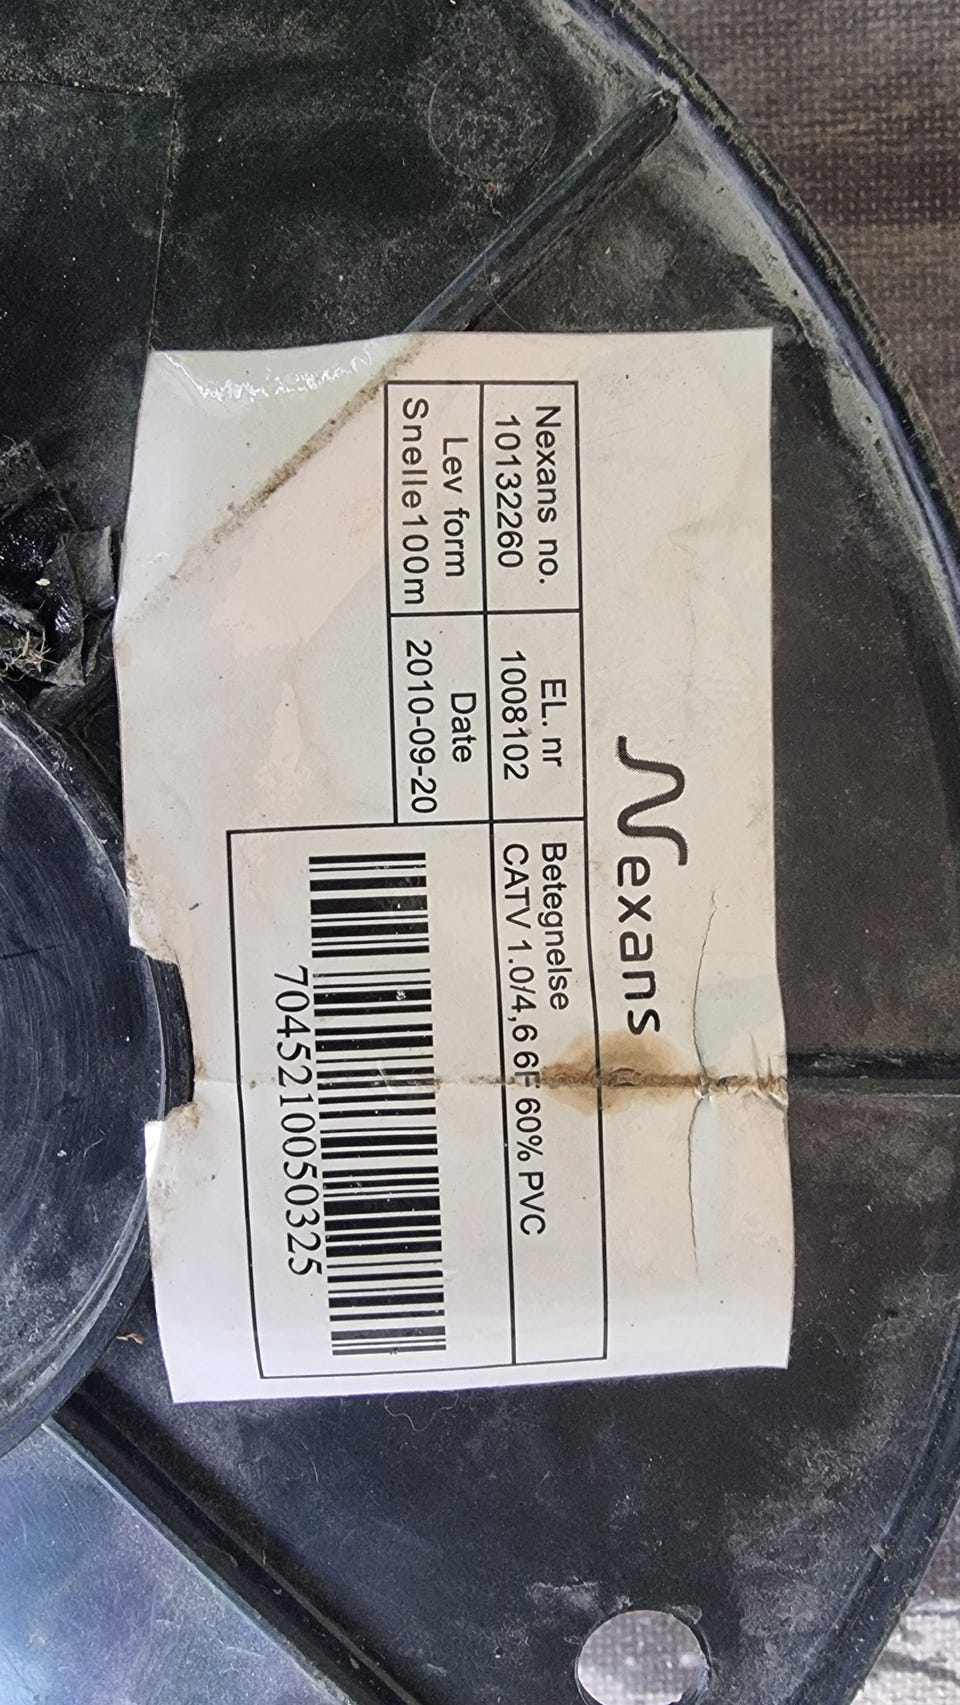 Nexans
Nexans no. EL. nr Betegnelse
10132260 1008102 CATV 1.0/4,6 6F 60% PVC
Lev form Date
Snelle100m 2010-09-20
7045210050325